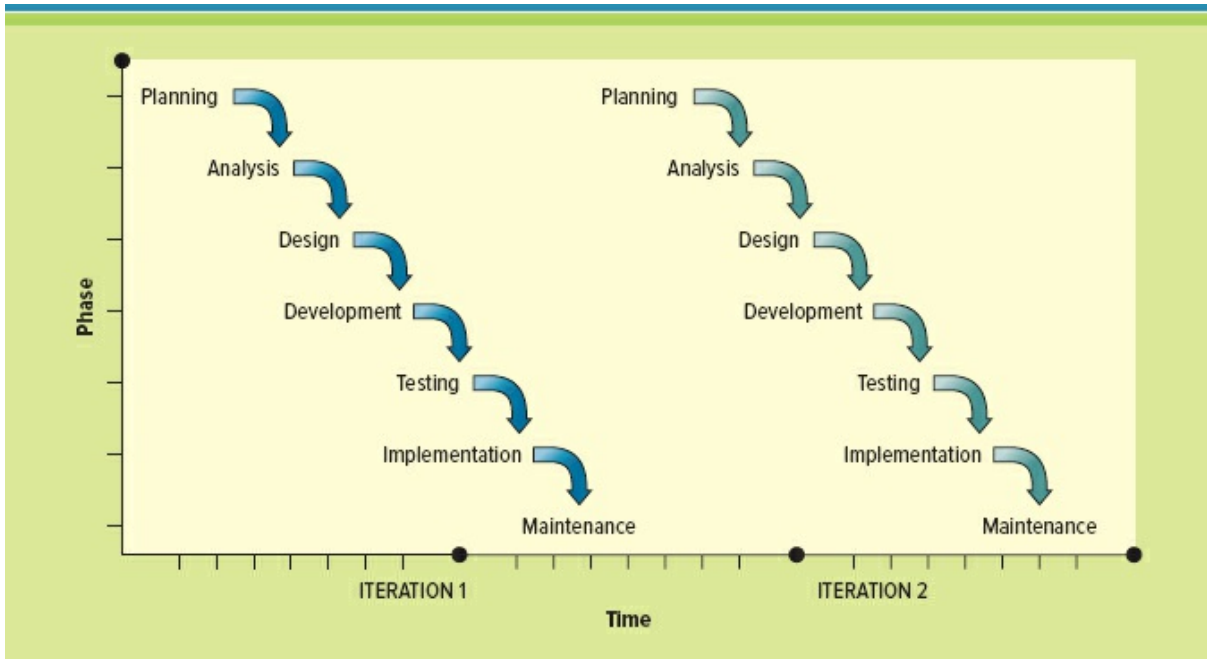 Planning
Planning
Analysis
Analysis
Design
Design
Development
Development
Testing
Testing
Implementation
Implementation
Maintenance
Maintenance
Phase
ITERATION 1
ITERATION 2
Time